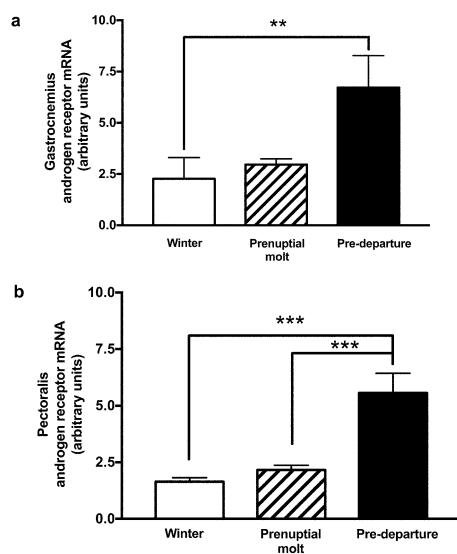 a
**
Gastrocnemius
androgen receptor mRNA
(arbitrary units)
10.0
7.5
5.0
2.5
0.0
Winter
Prenuptial
molt
Pre-departure
b
***
***
Pectoralis
androgen receptor mRNA
(arbitrary units)
10.0
7.5
5.0
2.5
0.0
Winter
Prenuptial
molt
Pre-departure